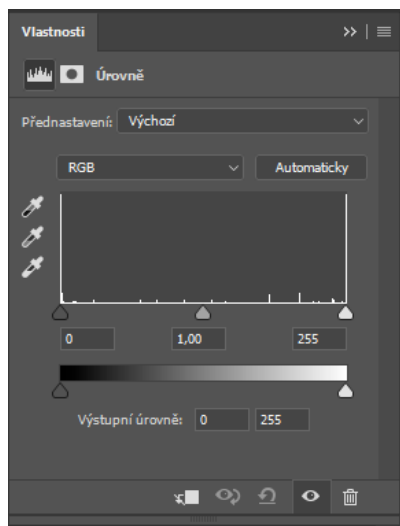 Vlastnosti
Úrovně
Přednastavení: Výchozí
RGB Automaticky
0 1,00 255
Výstupní úrovně: 0 255